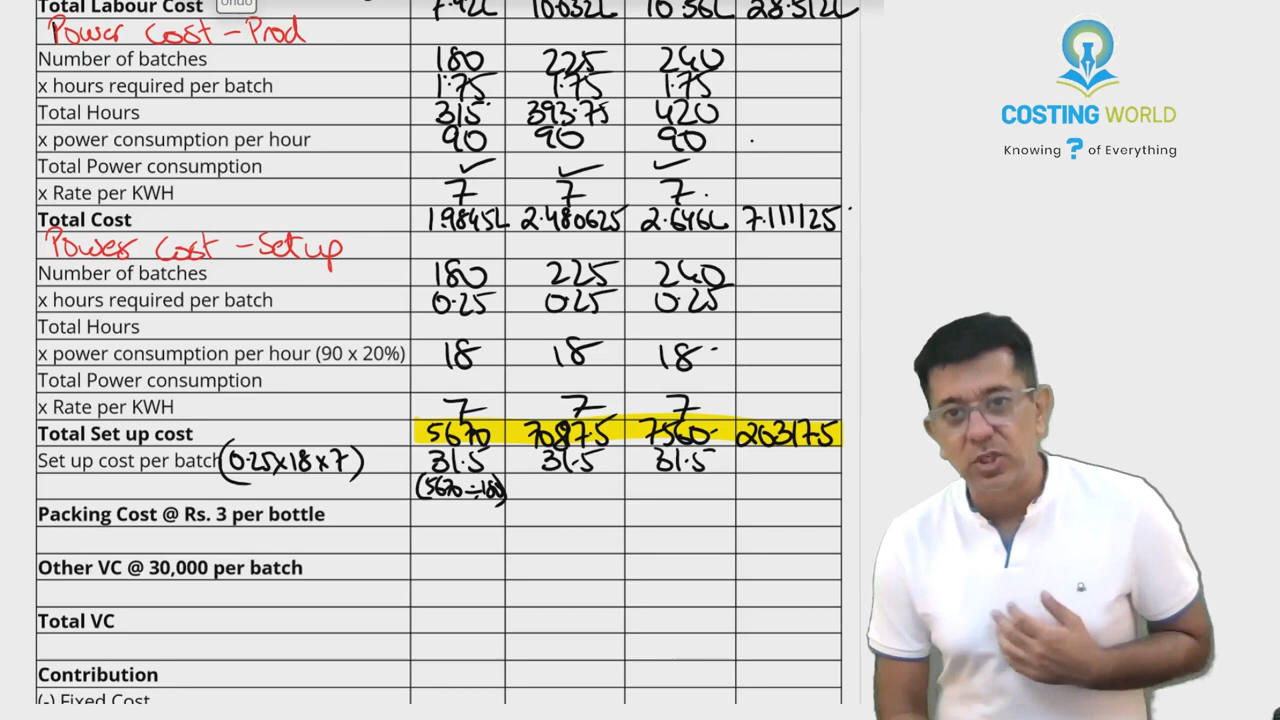 Undo
Total Labour Cost 7.92L 10.032L 10.56L 28.512L
Power Cost - Prod
Number of batches 180 225 240
x hours required per batch 1.75 1.75 1.75
Total Hours 315 393.75 420
x power consumption per hour 90 90 90
Total Power consumption ✓ ✓ ✓
x Rate per KWH 7 7 7
Total Cost 1.9845L 2.480625 2.646L 7.111125
Power Cost - Set up
Number of batches 180 225 240
x hours required per batch 0.25 0.25 0.25
Total Hours
x power consumption per hour (90 x 20%) 18 18 18
Total Power consumption
x Rate per KWH 7 7 7
Total Set up cost 5670 7087.5 7560 20317.5
Set up cost per batch (0.25x18x7) 31.5 31.5 31.5
(5670 ÷ 180)
Packing Cost @ Rs. 3 per bottle
Other VC @ 30,000 per batch
Total VC
Contribution
(-) Fixed Cost
COSTING WORLD
Knowing ? of Everything